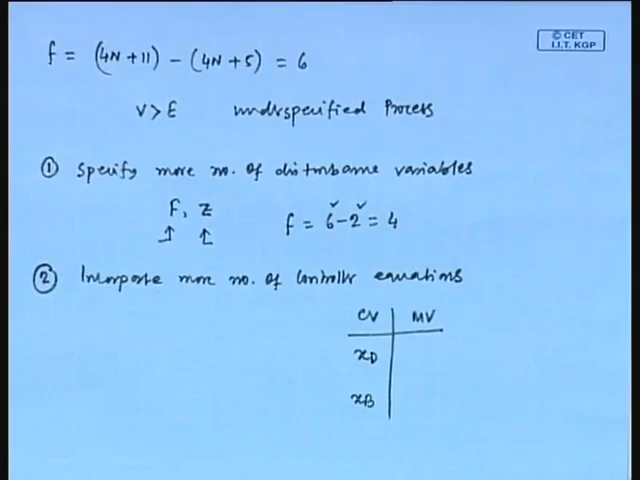 © CET
I.I.T. KGP
f = (4N + 11) - (4N + 5) = 6
V > E underspecified Process
① Specify more no. of disturbance variables
F, Z f = 6 - 2 = 4
② Incorporate more no. of Controller equations
CV MV
xD
xB